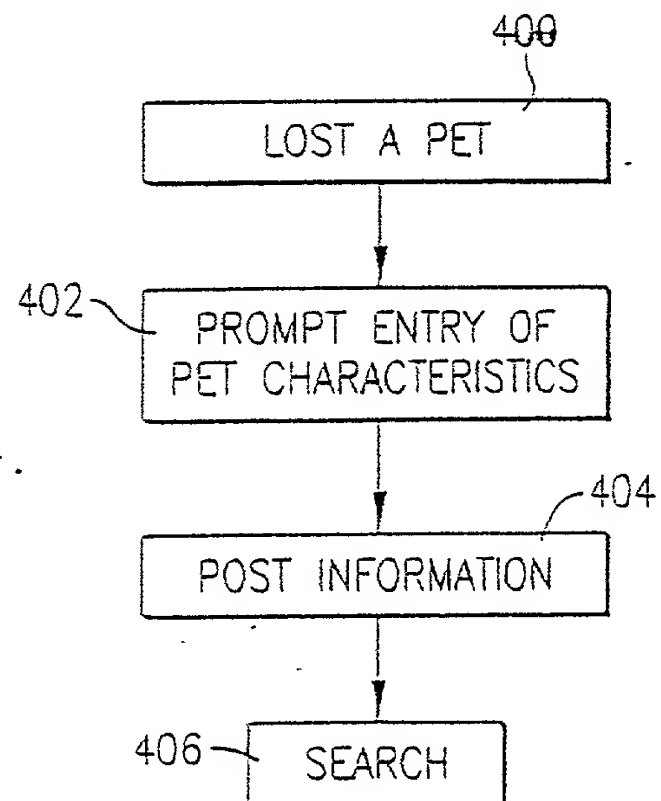 400
LOST A PET
402
PROMPT ENTRY OF
PET CHARACTERISTICS
404
POST INFORMATION
406
SEARCH